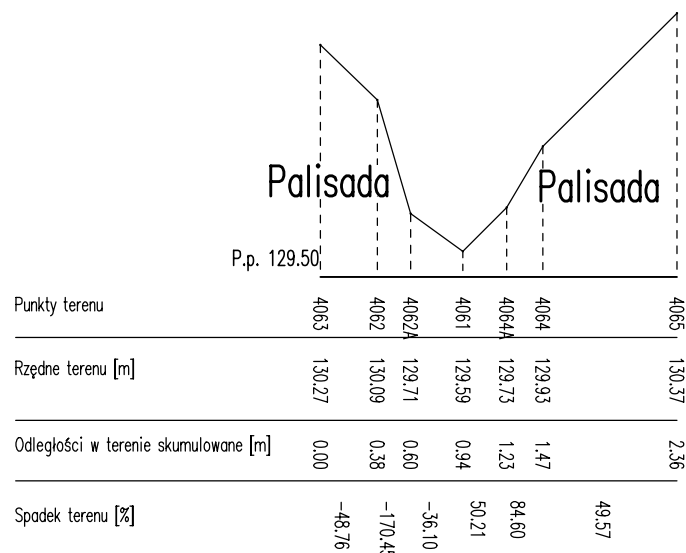 Palisada
Palisada
P.p. 129.50
Punkty terenu 4063 4062 4062A 4061 4064A 4064 4065
Rzędne terenu [m] 130.27 130.09 129.71 129.59 129.73 129.93 130.37
Odległości w terenie skumulowane [m] 0.00 0.38 0.60 0.94 1.23 1.47 2.36
Spadek terenu [%] -48.76 -170.45 -36.10 50.21 84.60 49.57